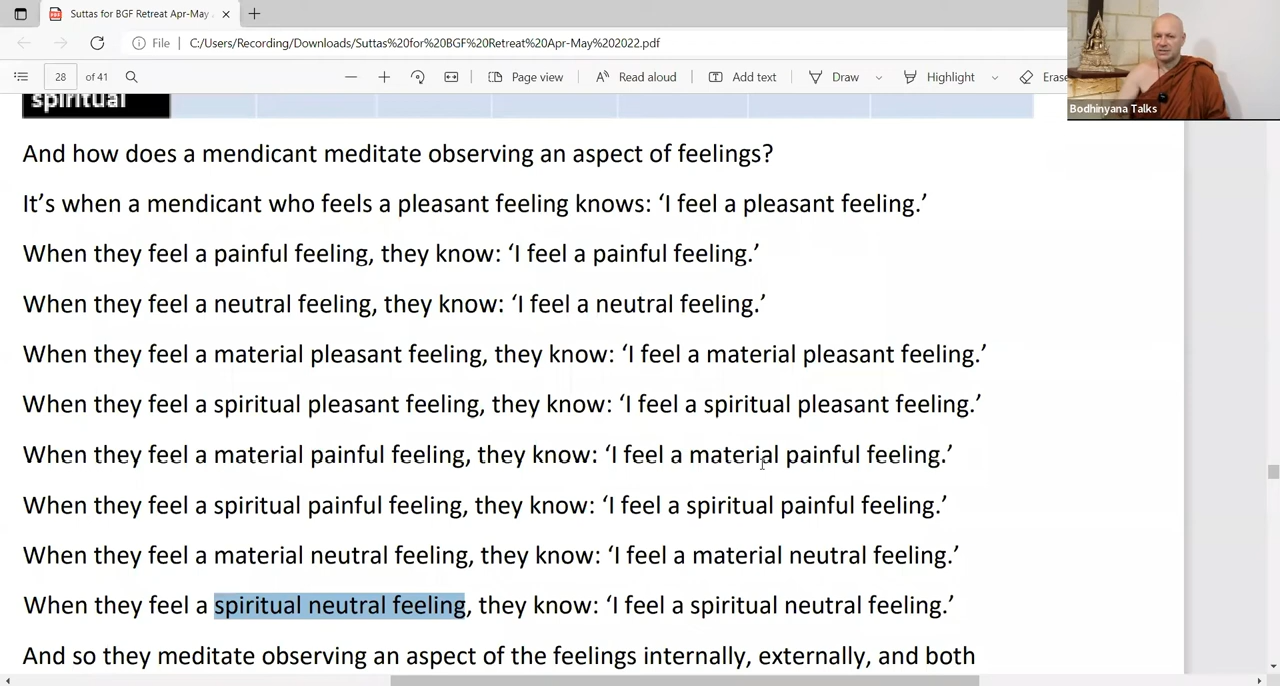 Suttas for BGF Retreat Apr-May
File C:/Users/Recording/Downloads/Suttas%20for%20BGF%20Retreat%20Apr-May%202022.pdf
28 of 41 Page view Read aloud Add text Draw Highlight Erase
Bodhinyana Talks
spiritual
And how does a mendicant meditate observing an aspect of feelings?
It’s when a mendicant who feels a pleasant feeling knows: ‘I feel a pleasant feeling.’
When they feel a painful feeling, they know: ‘I feel a painful feeling.’
When they feel a neutral feeling, they know: ‘I feel a neutral feeling.’
When they feel a material pleasant feeling, they know: ‘I feel a material pleasant feeling.’
When they feel a spiritual pleasant feeling, they know: ‘I feel a spiritual pleasant feeling.’
When they feel a material painful feeling, they know: ‘I feel a material painful feeling.’
When they feel a spiritual painful feeling, they know: ‘I feel a spiritual painful feeling.’
When they feel a material neutral feeling, they know: ‘I feel a material neutral feeling.’
When they feel a spiritual neutral feeling, they know: ‘I feel a spiritual neutral feeling.’
And so they meditate observing an aspect of the feelings internally, externally, and both